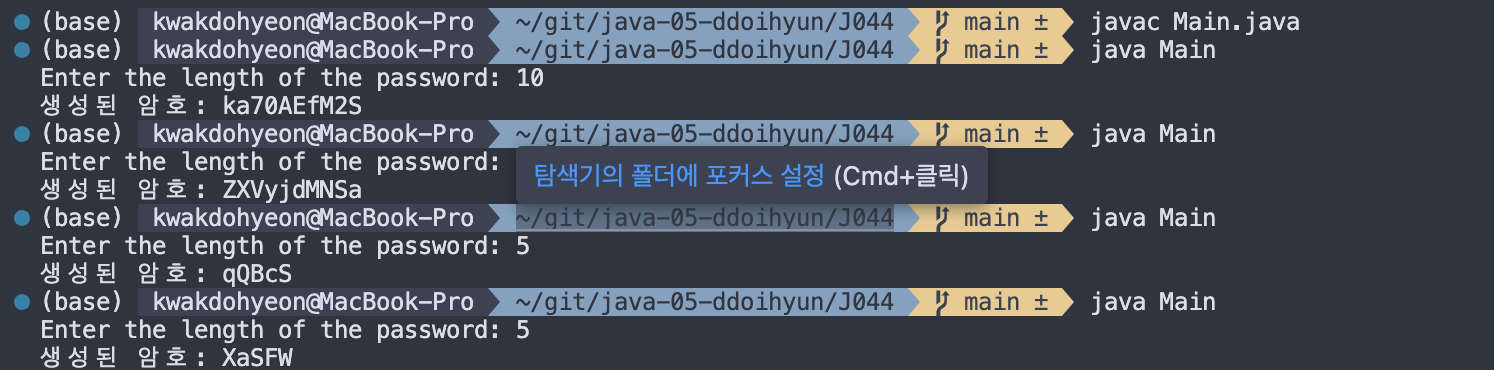 (base) kwakdohyeon@MacBook-Pro ~/git/java-05-ddoihyun/J044 main ± javac Main.java
(base) kwakdohyeon@MacBook-Pro ~/git/java-05-ddoihyun/J044 main ± java Main
Enter the length of the password: 10
생성된 암호: ka70AEfM2S
(base) kwakdohyeon@MacBook-Pro ~/git/java-05-ddoihyun/J044 main ± java Main
Enter the length of the password:
탐색기의 폴더에 포커스 설정 (Cmd+클릭)
생성된 암호: ZXVyjdMNSa
(base) kwakdohyeon@MacBook-Pro ~/git/java-05-ddoihyun/J044 main ± java Main
Enter the length of the password: 5
생성된 암호: qQBcS
(base) kwakdohyeon@MacBook-Pro ~/git/java-05-ddoihyun/J044 main ± java Main
Enter the length of the password: 5
생성된 암호: XaSFW